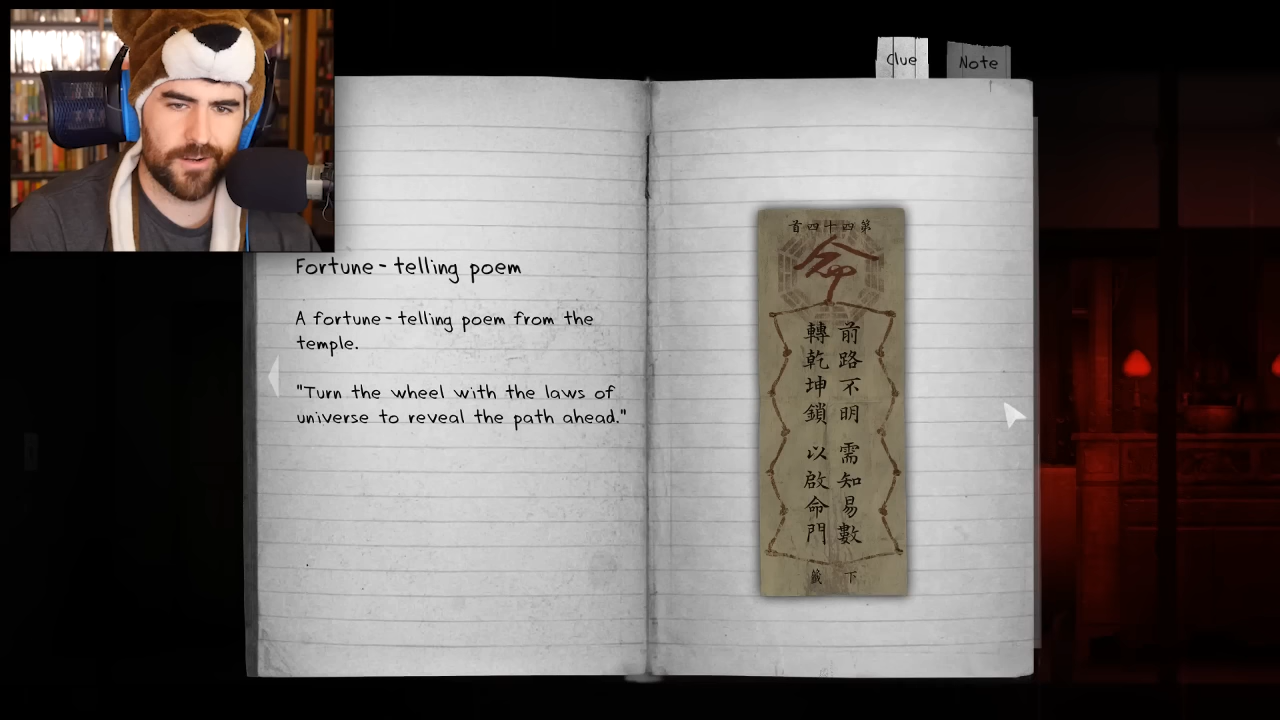 Clue
Note
Fortune-telling poem
A fortune-telling poem from the
temple.
"Turn the wheel with the laws of
universe to reveal the path ahead."
第四十四首
命
前路不明 需知易數
轉乾坤鎖 以啟命門
下籤